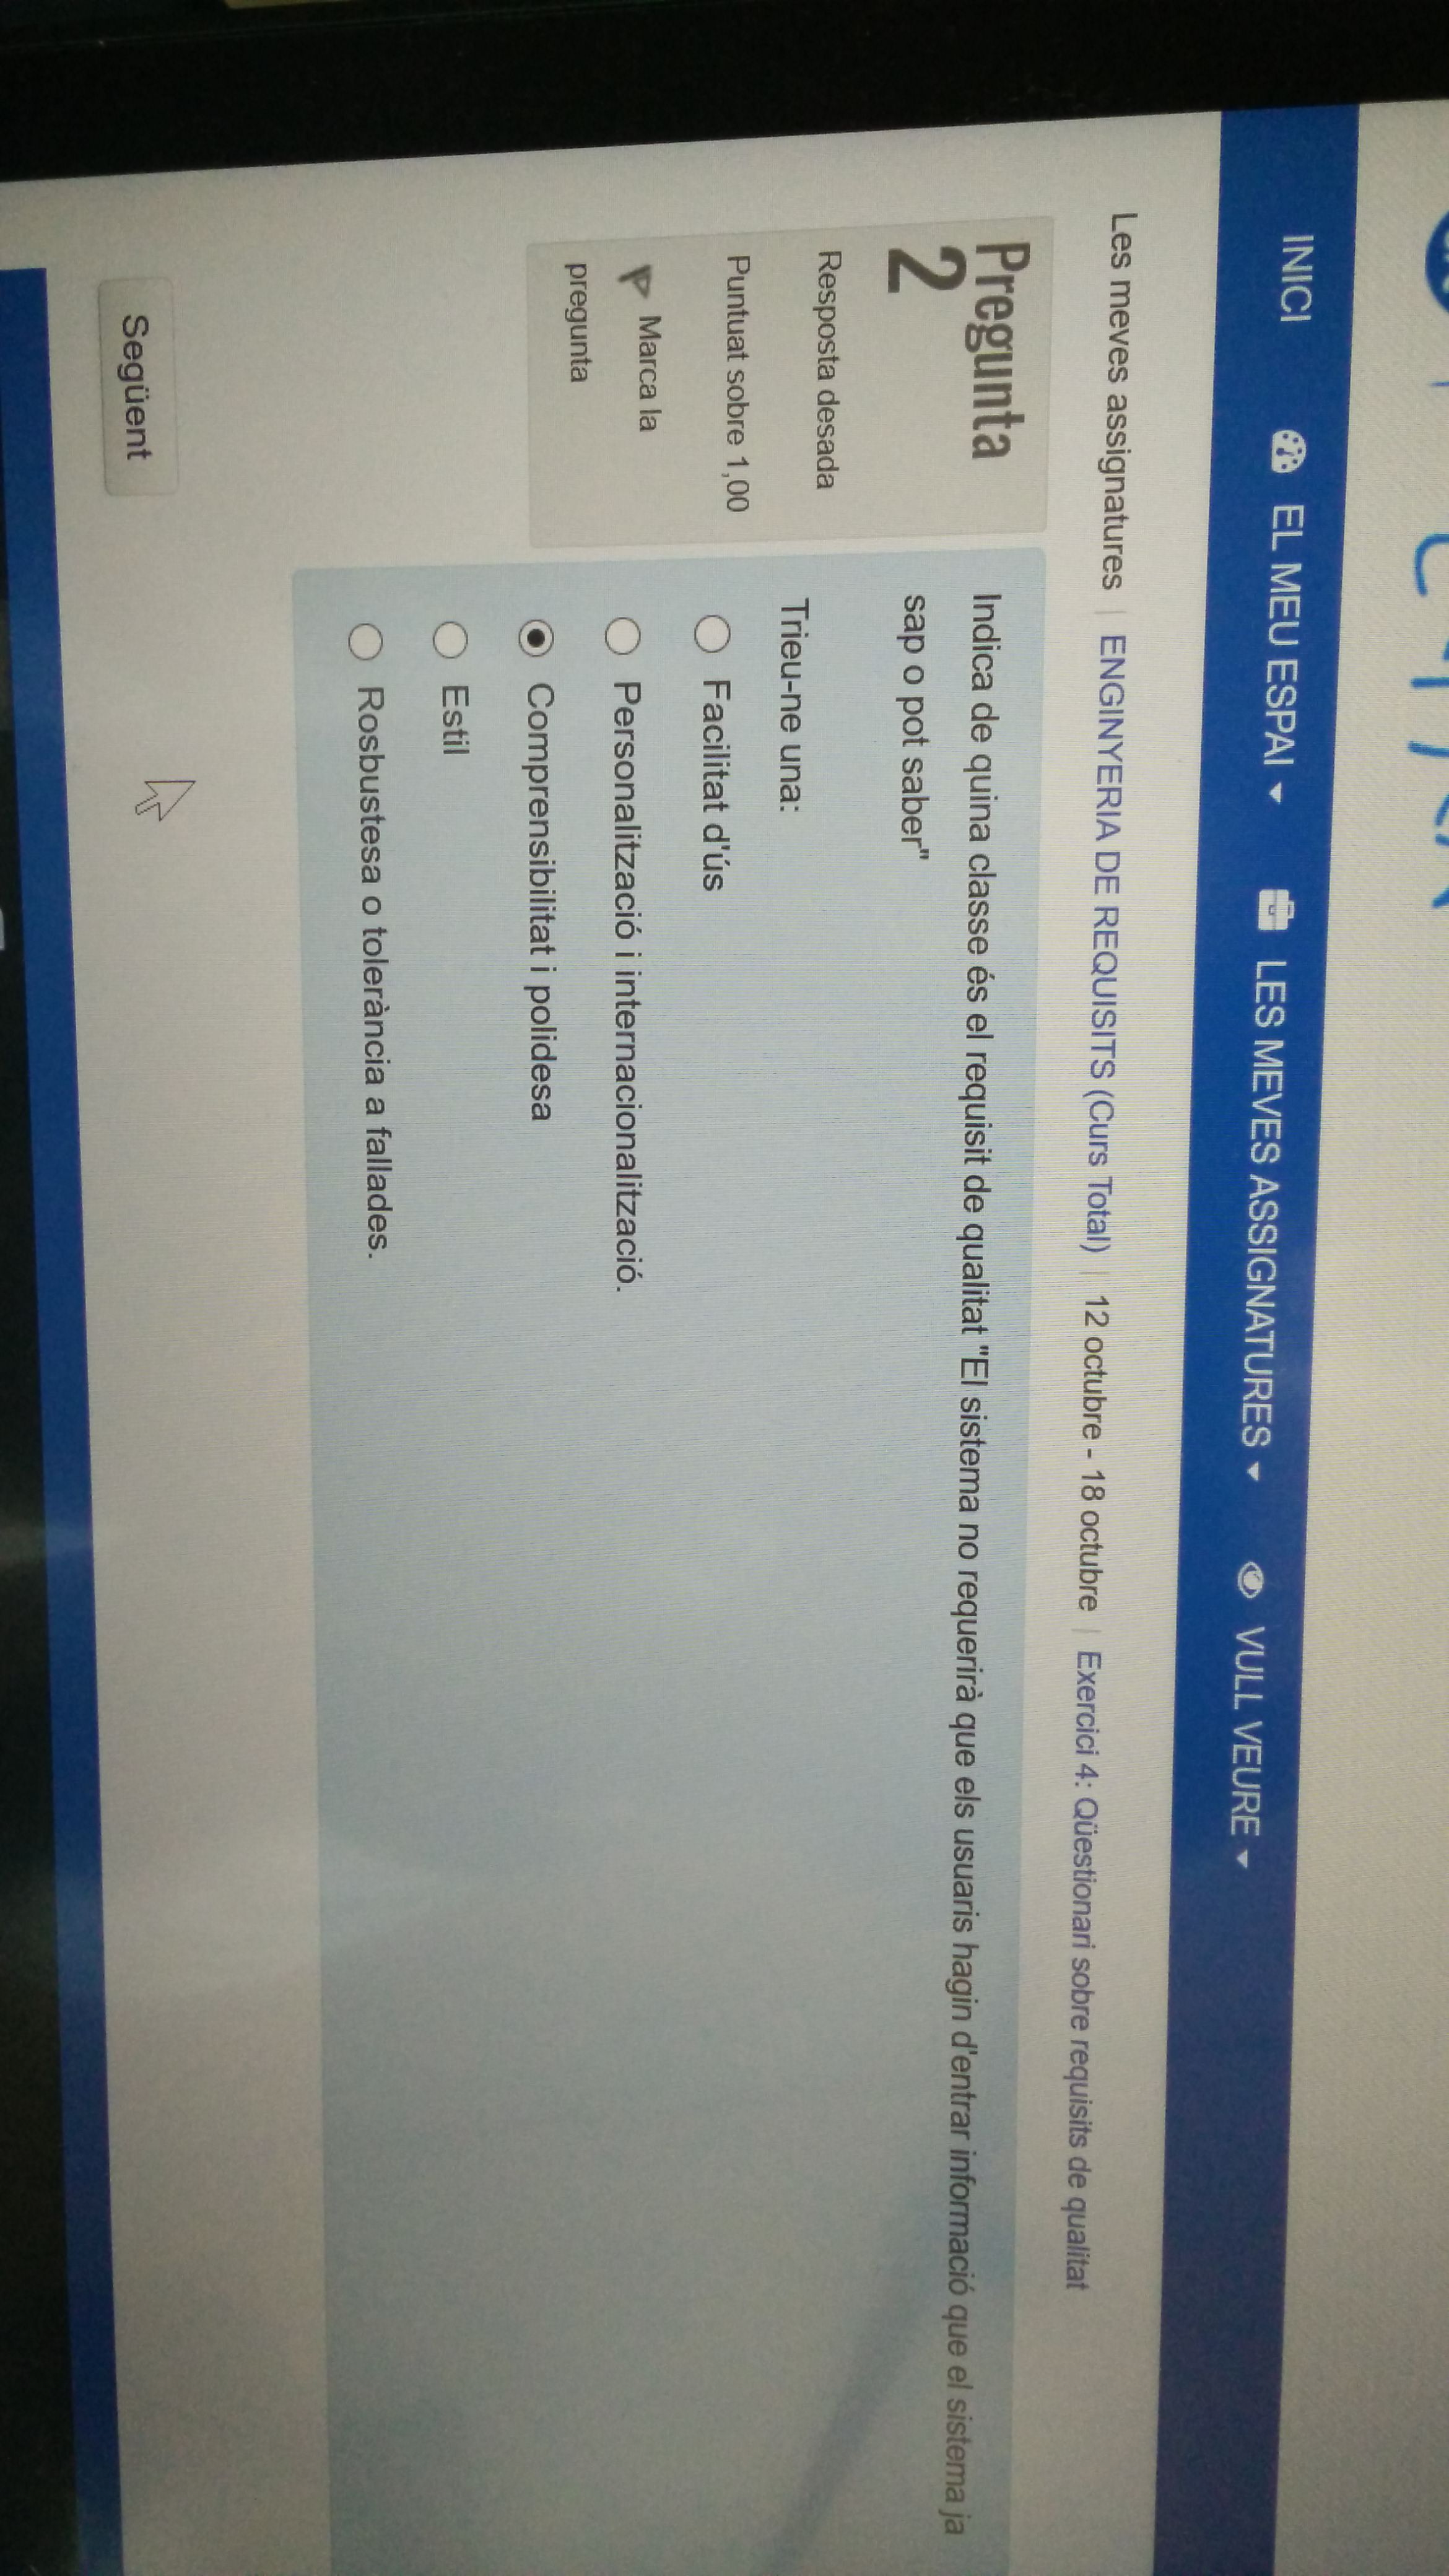 INICI EL MEU ESPAI LES MEVES ASSIGNATURES VULL VEURE
Les meves assignatures | ENGINYERIA DE REQUISITS (Curs Total) | 12 octubre - 18 octubre | Exercici 4: Qüestionari sobre requisits de qualitat
Pregunta
2
Resposta desada
Puntuat sobre 1,00
Marca la
pregunta
Indica de quina classe és el requisit de qualitat "El sistema no requerirà que els usuaris hagin d'entrar informació que el sistema ja
sap o pot saber"
Trieu-ne una:
Facilitat d'ús
Personalització i internacionalització.
Comprensibilitat i polidesa
Estil
Rosbustesa o tolerància a fallades.
Següent